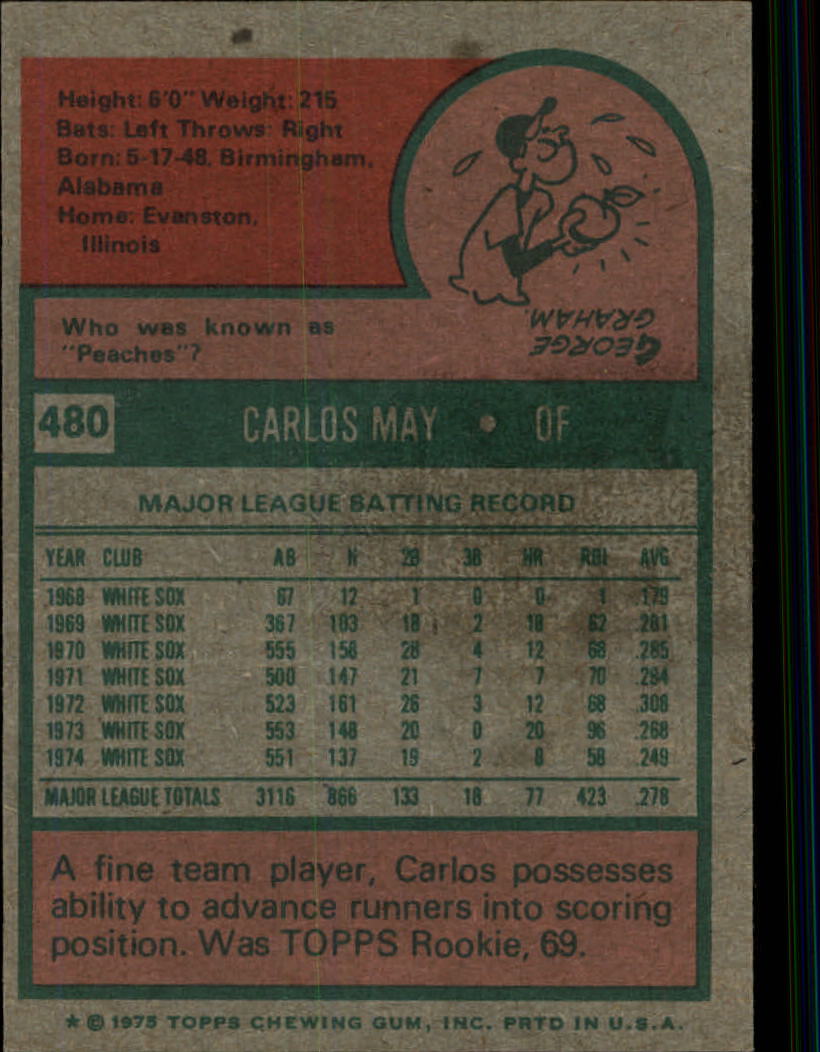 Height: 6'0" Weight: 215
Bats: Left Throws: Right
Born: 5-17-48, Birmingham,
Alabama
Home: Evanston,
Illinois
Who was known as
"Peaches"?
GEORGE
GRAHAM.
480 CARLOS MAY • OF
MAJOR LEAGUE BATTING RECORD
YEAR CLUB AB H 2B 3B HR RBI AVG
1968 WHITE SOX 67 12 1 0 0 1 .179
1969 WHITE SOX 367 103 18 2 18 62 .281
1970 WHITE SOX 555 158 28 4 12 68 .285
1971 WHITE SOX 500 147 21 7 7 70 .294
1972 WHITE SOX 523 161 26 3 12 68 .308
1973 WHITE SOX 553 148 20 0 20 96 .268
1974 WHITE SOX 551 137 19 2 8 58 .249
MAJOR LEAGUE TOTALS 3116 866 133 18 77 423 .278
A fine team player, Carlos possesses
ability to advance runners into scoring
position. Was TOPPS Rookie, 69.
* © 1975 TOPPS CHEWING GUM, INC. PRTD IN U.S.A.